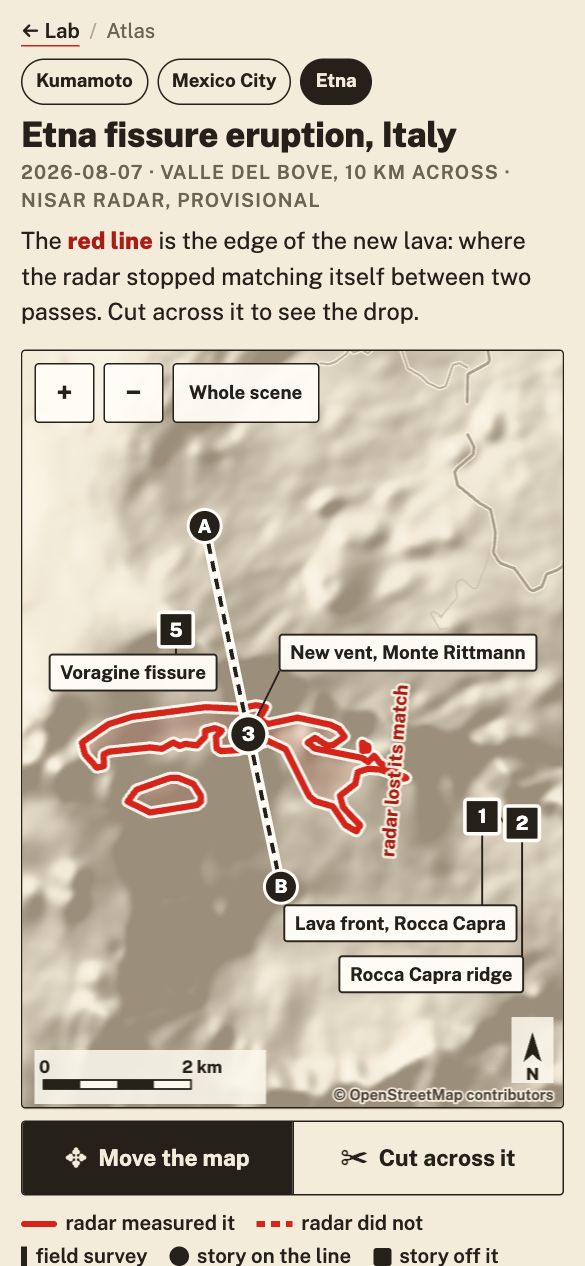 ← Lab / Atlas
Kumamoto Mexico City Etna
Etna fissure eruption, Italy
2026-08-07 · VALLE DEL BOVE, 10 KM ACROSS ·
NISAR RADAR, PROVISIONAL
The red line is the edge of the new lava: where
the radar stopped matching itself between two
passes. Cut across it to see the drop.
+ − Whole scene
A
5
Voragine fissure
New vent, Monte Rittmann
3
radar lost its match
1 2
B
Lava front, Rocca Capra
Rocca Capra ridge
0 2 km
N
© OpenStreetMap contributors
Move the map Cut across it
radar measured it radar did not
field survey story on the line story off it